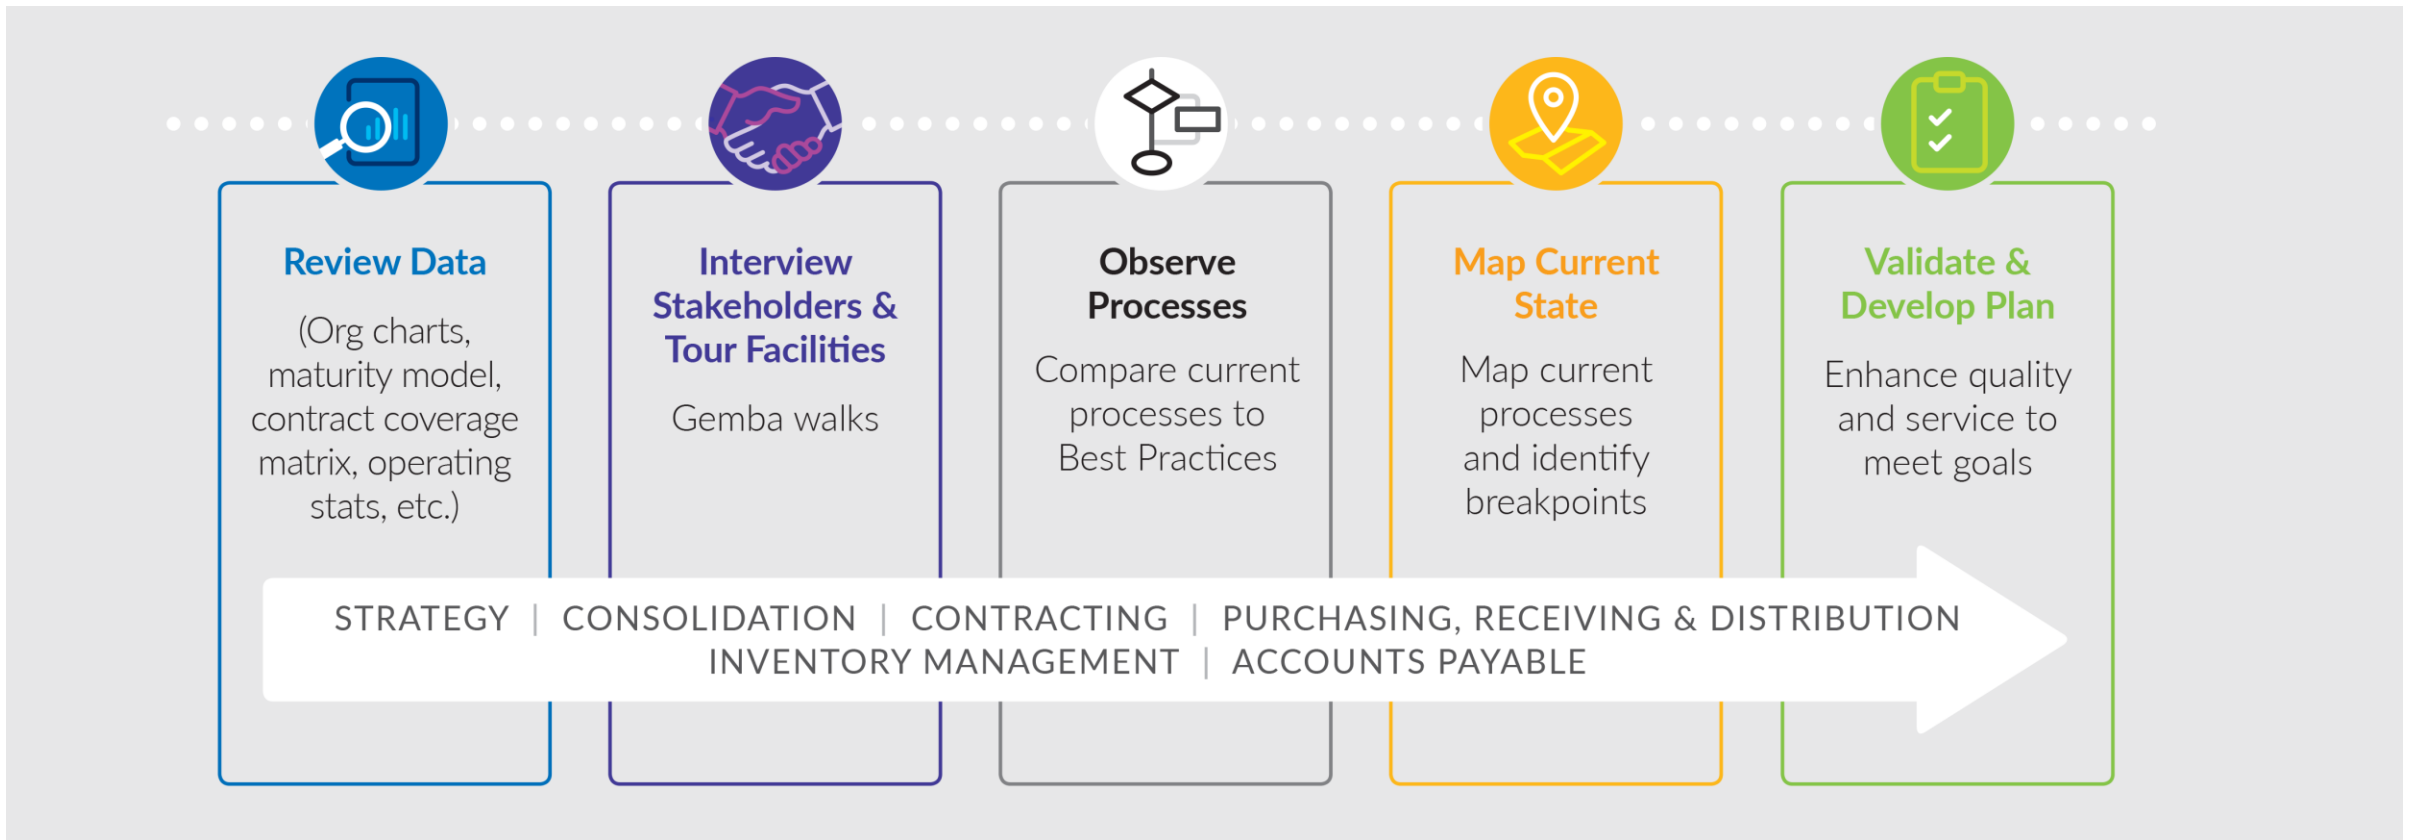 Review Data
(Org charts,
maturity model,
contract coverage
matrix, operating
stats, etc.)
Interview
Stakeholders &
Tour Facilities
Gemba walks
Observe
Processes
Compare current
processes to
Best Practices
Map Current
State
Map current
processes
and identify
breakpoints
Validate &
Develop Plan
Enhance quality
and service to
meet goals
STRATEGY | CONSOLIDATION | CONTRACTING | PURCHASING, RECEIVING & DISTRIBUTION
INVENTORY MANAGEMENT | ACCOUNTS PAYABLE